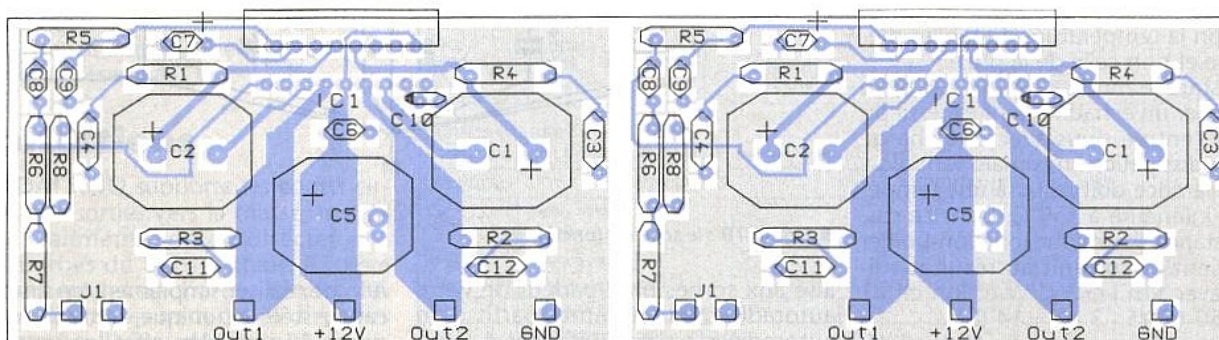 R5
C7
R1
R4
C8
C9
IC1
C10
C6
C2
C1
C4
C3
R6
R8
C5
R3
R2
C11
C12
R7
J1
Out1
+12V
Out2
GND
R5
C7
R1
R4
C8
C9
IC1
C10
C6
C2
C1
C4
C3
R6
R8
C5
R3
R2
C11
C12
R7
J1
Out1
+12V
Out2
GND